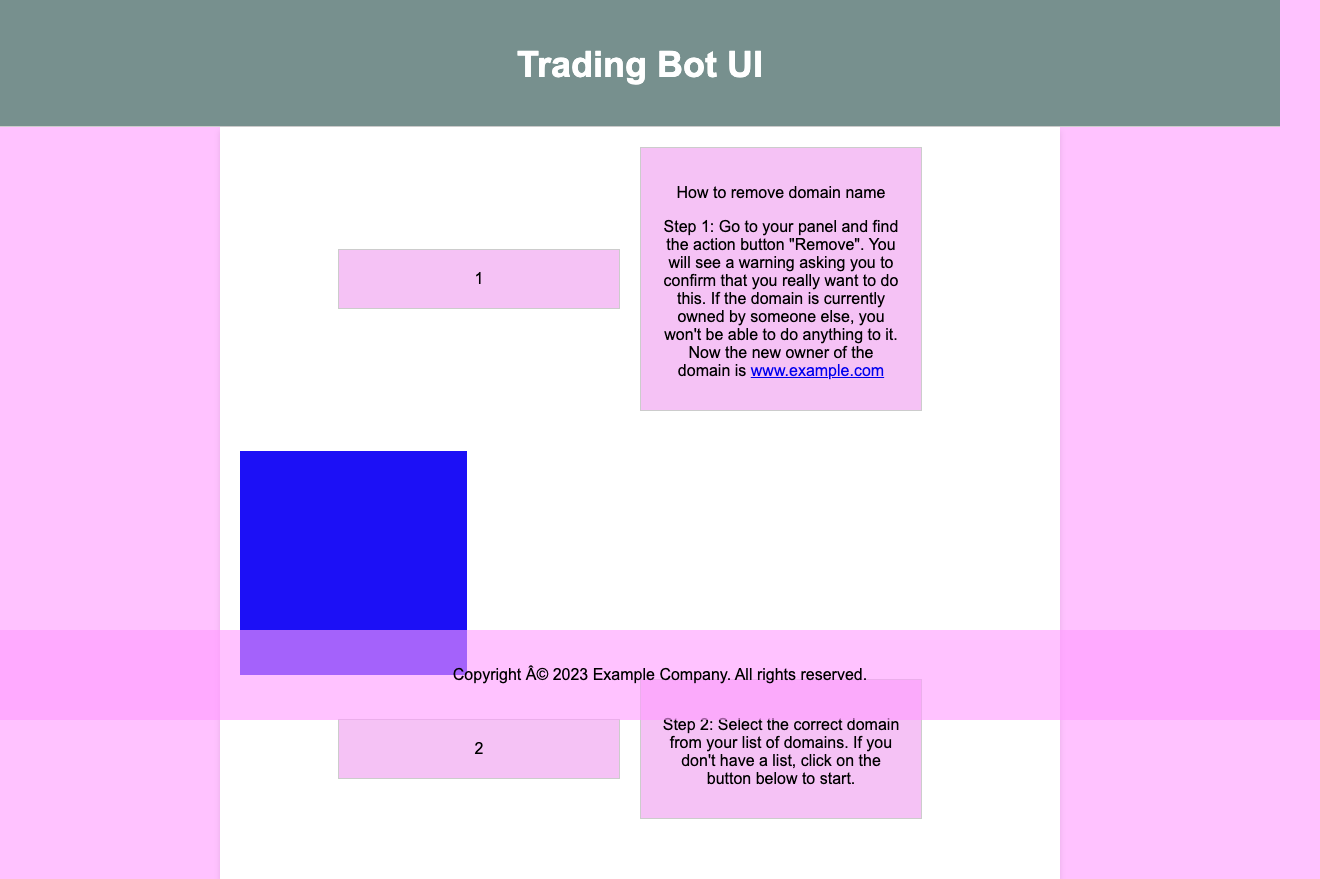 Trading Bot UI
1
How to remove domain name
Step 1: Go to your panel and find
the action button "Remove". You
will see a warning asking you to
confirm that you really want to do
this. If the domain is currently
owned by someone else, you
won't be able to do anything to it.
Now the new owner of the
domain is www.example.com
Copyright Â© 2023 Example Company. All rights reserved.
2
Step 2: Select the correct domain
from your list of domains. If you
don't have a list, click on the
button below to start.